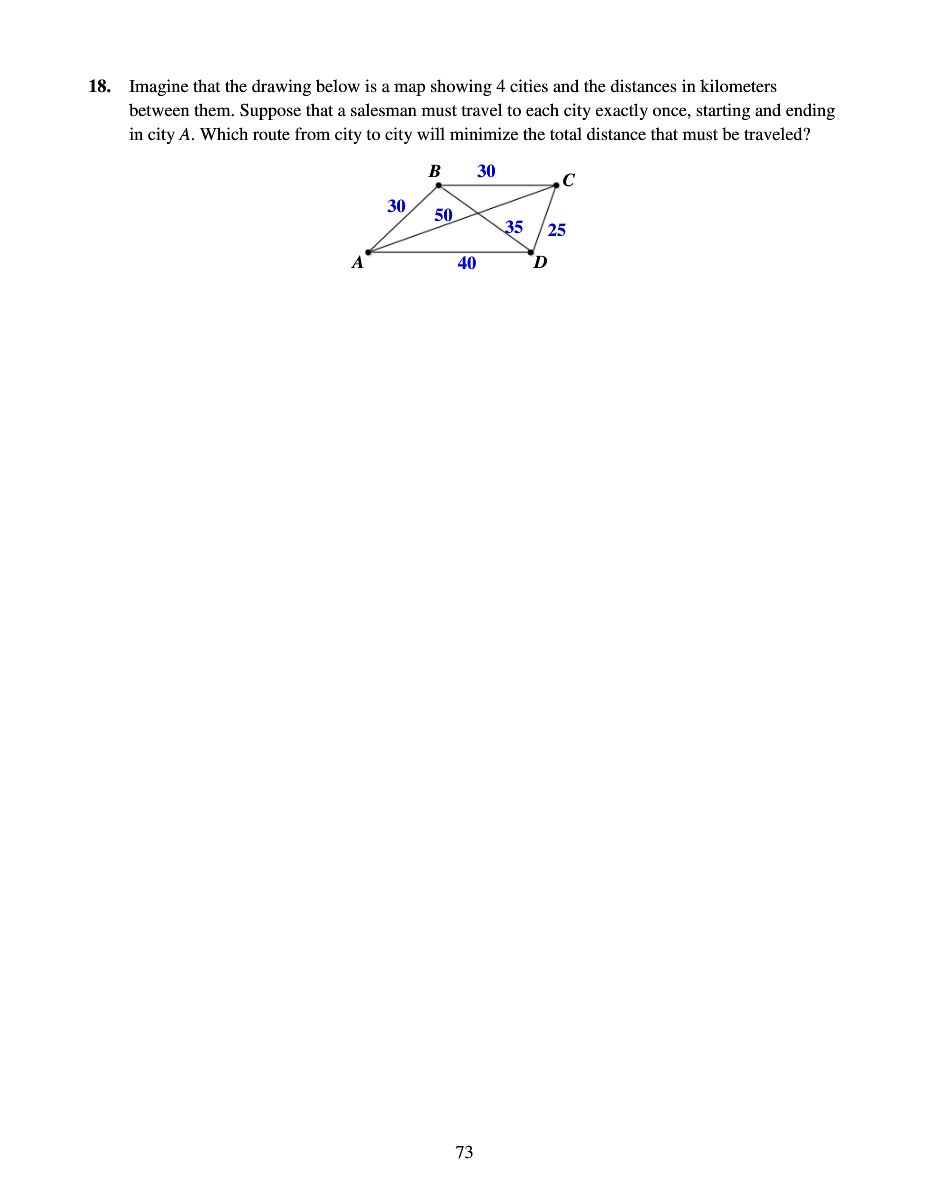 18. Imagine that the drawing below is a map showing 4 cities and the distances in kilometers
between them. Suppose that a salesman must travel to each city exactly once, starting and ending
in city A. Which route from city to city will minimize the total distance that must be traveled?
B 30 C
30 50 35 25
A 40 D
73